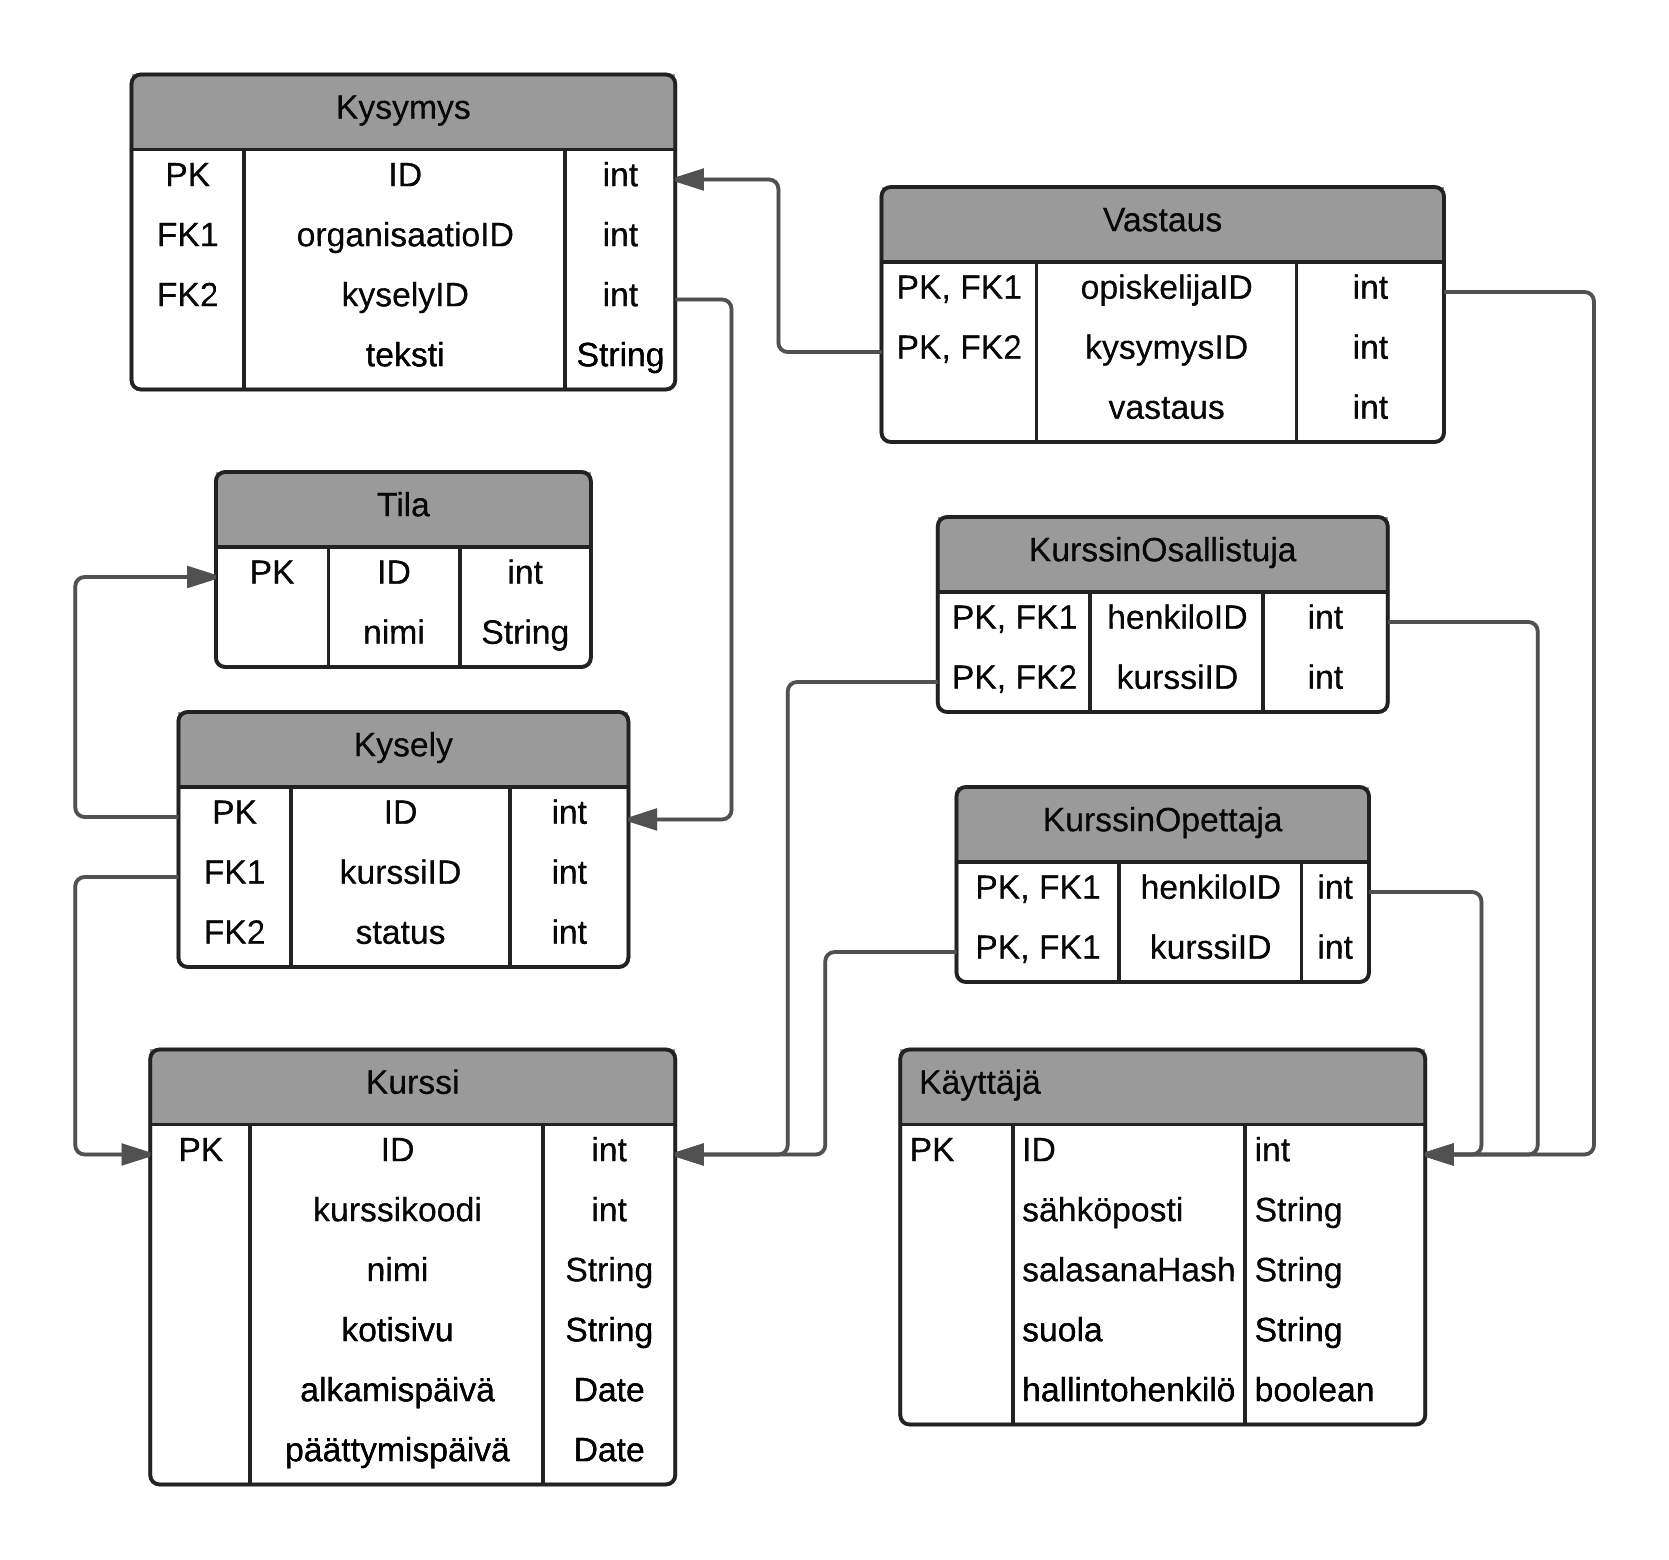 Kysymys
PK ID int
FK1 organisaatioID int
FK2 kyselyID int
teksti String
Vastaus
PK, FK1 opiskelijaID int
PK, FK2 kysymysID int
vastaus int
Tila
PK ID int
nimi String
KurssinOsallistuja
PK, FK1 henkiloID int
PK, FK2 kurssiID int
Kysely
PK ID int
FK1 kurssiID int
FK2 status int
KurssinOpettaja
PK, FK1 henkiloID int
PK, FK1 kurssiID int
Kurssi
PK ID int
kurssikoodi int
nimi String
kotisivu String
alkamispäivä Date
päättymispäivä Date
Käyttäjä
PK ID int
sähköposti String
salasanaHash String
suola String
hallintohenkilö boolean